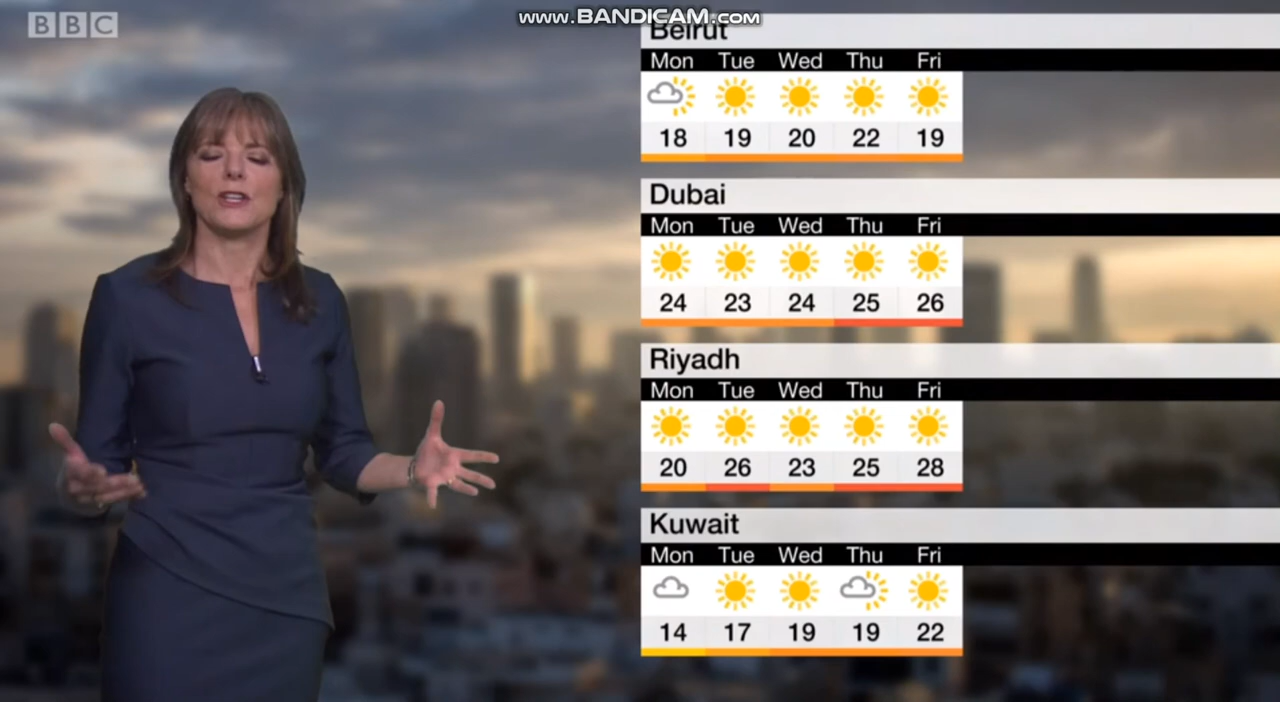 BBC
www.BANDICAM.com
Beirut
Mon Tue Wed Thu Fri
18 19 20 22 19
Dubai
Mon Tue Wed Thu Fri
24 23 24 25 26
Riyadh
Mon Tue Wed Thu Fri
20 26 23 25 28
Kuwait
Mon Tue Wed Thu Fri
14 17 19 19 22